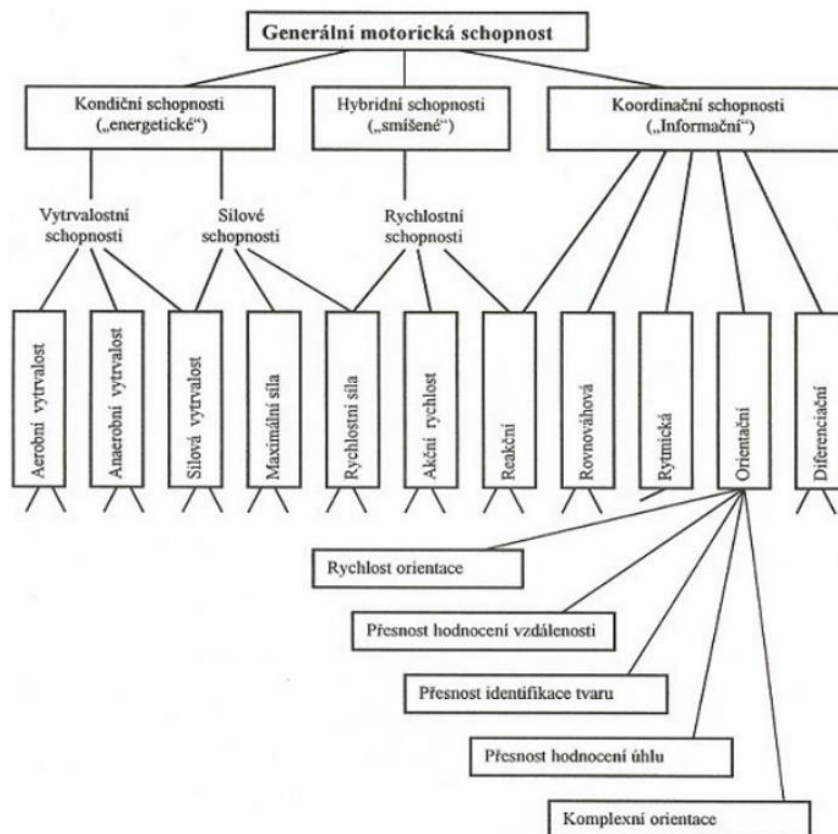 Generální motorická schopnost
Kondiční schopnosti
(„energetické“)
Hybridní schopnosti
(„smíšené“)
Koordinační schopnosti
(„Informační“)
Vytrvalostní
schopnosti
Silové
schopnosti
Rychlostní
schopnosti
Aerobní vytrvalost
Anaerobní vytrvalost
Silová vytrvalost
Maximální síla
Rychlostní síla
Akční rychlost
Reakční
Rovnováhová
Rytmická
Orientační
Diferenciační
Rychlost orientace
Přesnost hodnocení vzdálenosti
Přesnost identifikace tvaru
Přesnost hodnocení úhlu
Komplexní orientace